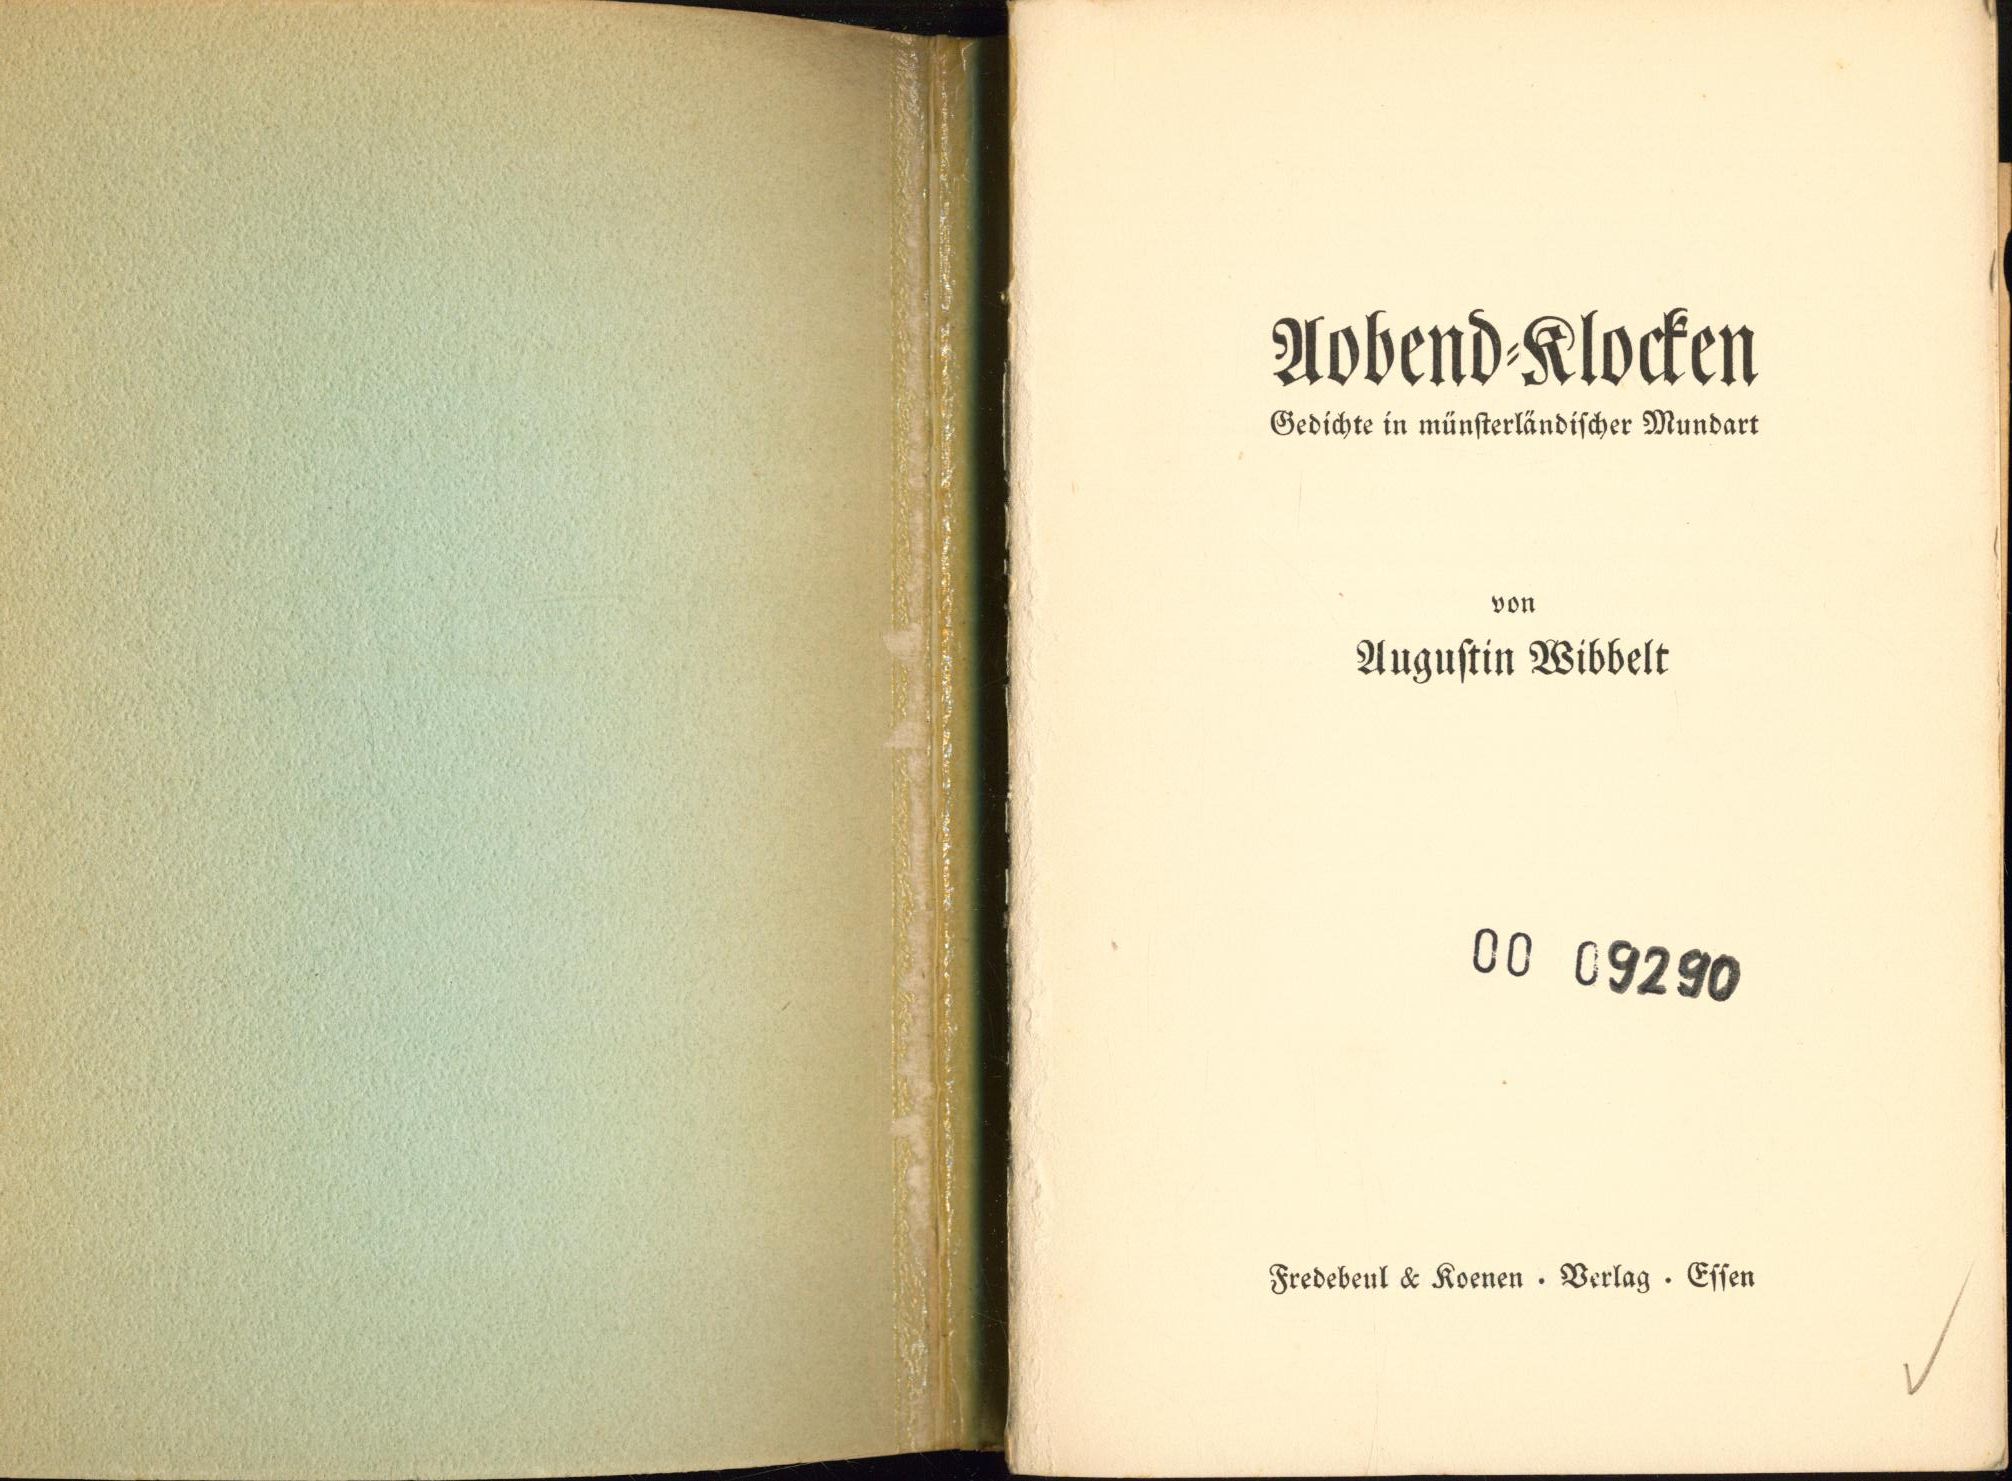 Aobend-Klocken
Gedichte in münsterländischer Mundart
von
Augustin Wibbelt
00 09290
Fredebeul & Koenen · Verlag · Essen